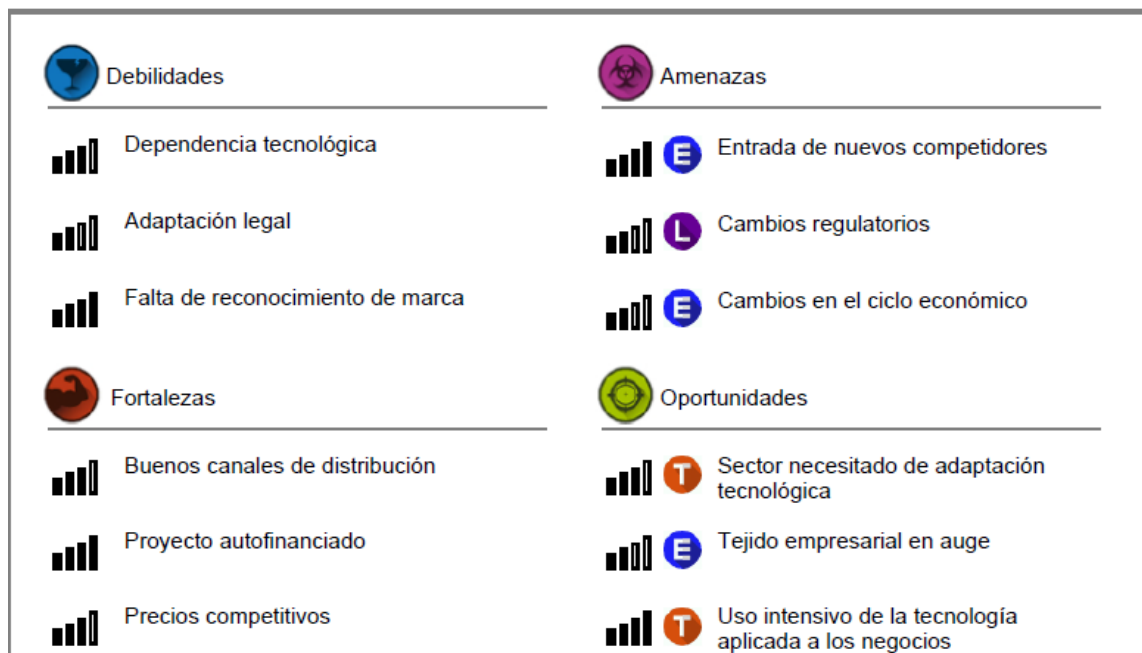 Debilidades
Dependencia tecnológica
Adaptación legal
Falta de reconocimiento de marca
Amenazas
E Entrada de nuevos competidores
L Cambios regulatorios
E Cambios en el ciclo económico
Fortalezas
Buenos canales de distribución
Proyecto autofinanciado
Precios competitivos
Oportunidades
T Sector necesitado de adaptación
tecnológica
E Tejido empresarial en auge
T Uso intensivo de la tecnología
aplicada a los negocios